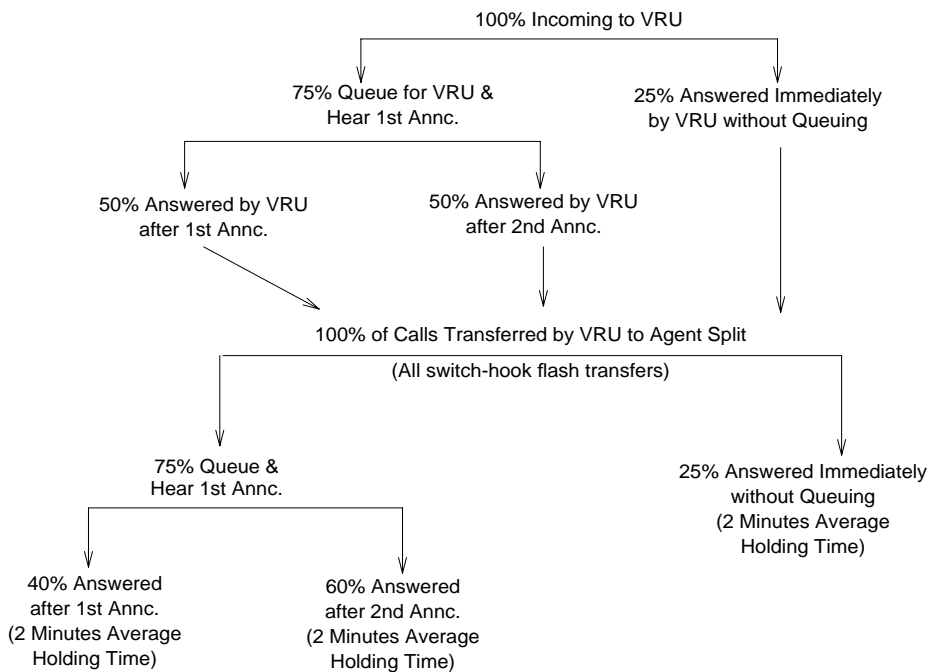 100% Incoming to VRU
75% Queue for VRU &
Hear 1st Annc.
25% Answered Immediately
by VRU without Queuing
50% Answered by VRU
after 1st Annc.
50% Answered by VRU
after 2nd Annc.
100% of Calls Transferred by VRU to Agent Split
(All switch-hook flash transfers)
75% Queue &
Hear 1st Annc.
25% Answered Immediately
without Queuing
(2 Minutes Average
Holding Time)
40% Answered
after 1st Annc.
(2 Minutes Average
Holding Time)
60% Answered
after 2nd Annc.
(2 Minutes Average
Holding Time)